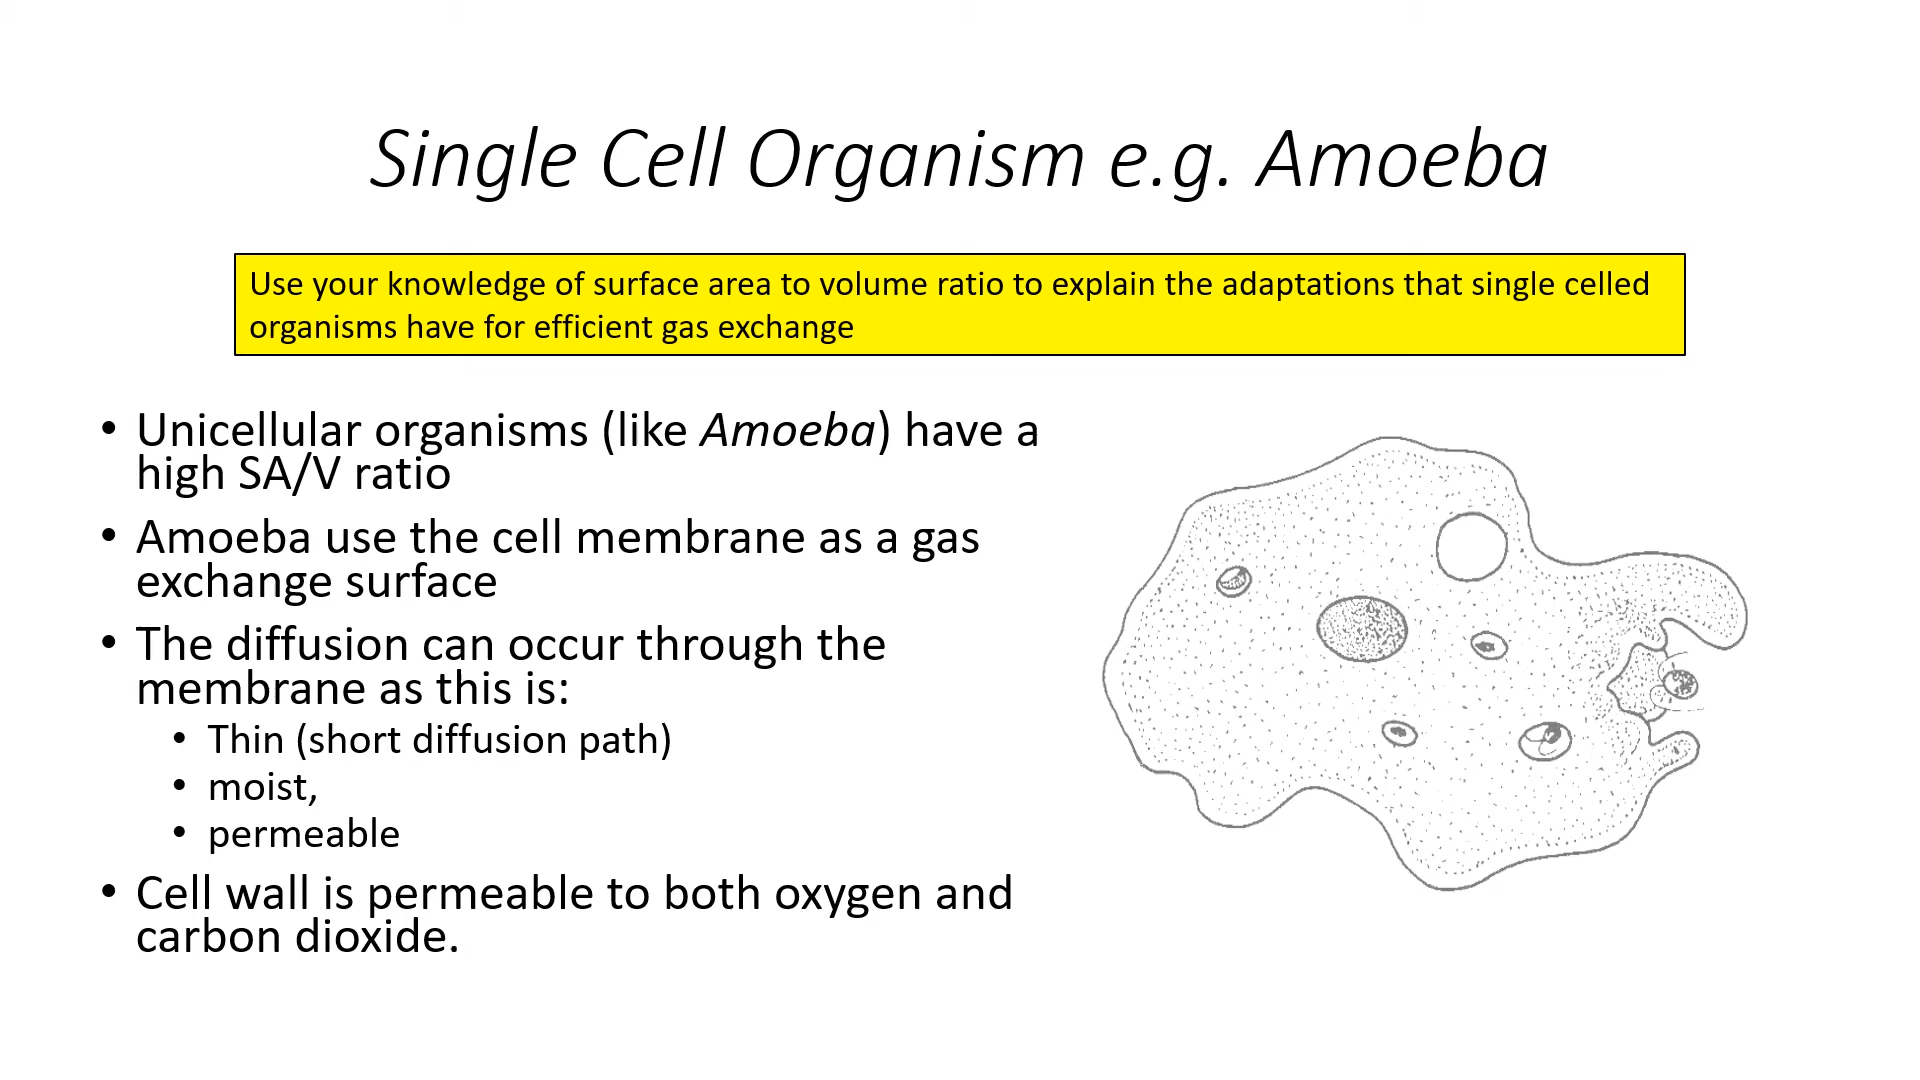 Single Cell Organism e.g. Amoeba
Use your knowledge of surface area to volume ratio to explain the adaptations that single celled
organisms have for efficient gas exchange
• Unicellular organisms (like Amoeba) have a
high SA/V ratio
• Amoeba use the cell membrane as a gas
exchange surface
• The diffusion can occur through the
membrane as this is:
• Thin (short diffusion path)
• moist,
• permeable
• Cell wall is permeable to both oxygen and
carbon dioxide.